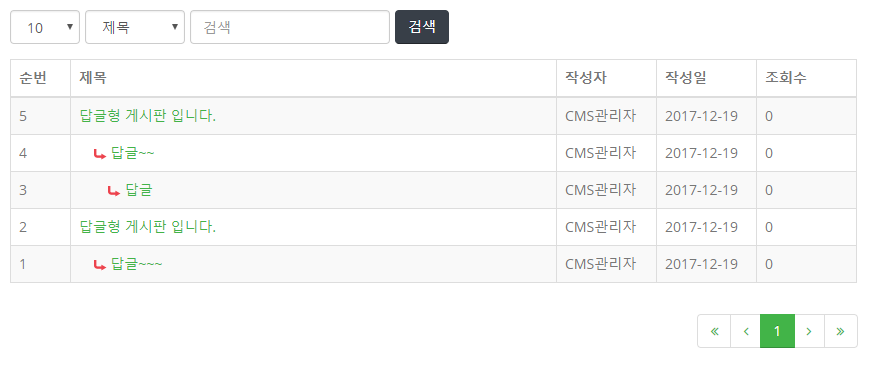 10 제목 검색 검색
순번 제목 작성자 작성일 조회수
5 답글형 게시판 입니다. CMS관리자 2017-12-19 0
4 답글~~ CMS관리자 2017-12-19 0
3 답글 CMS관리자 2017-12-19 0
2 답글형 게시판 입니다. CMS관리자 2017-12-19 0
1 답글~~~ CMS관리자 2017-12-19 0
« ‹ 1 › »